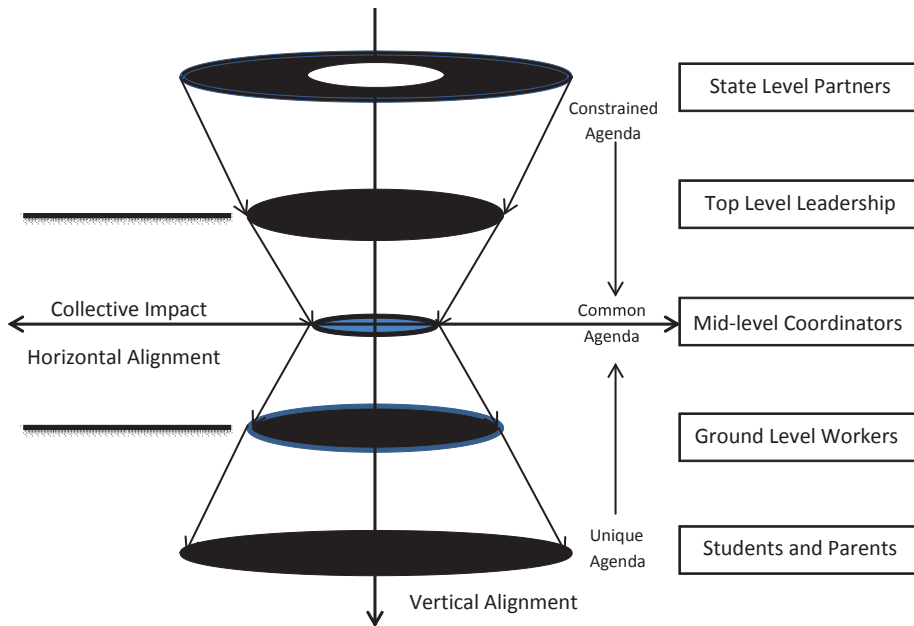 State Level Partners
Constrained
Agenda
Top Level Leadership
Collective Impact
Common
Agenda
Mid-level Coordinators
Horizontal Alignment
Ground Level Workers
Unique
Agenda
Students and Parents
Vertical Alignment